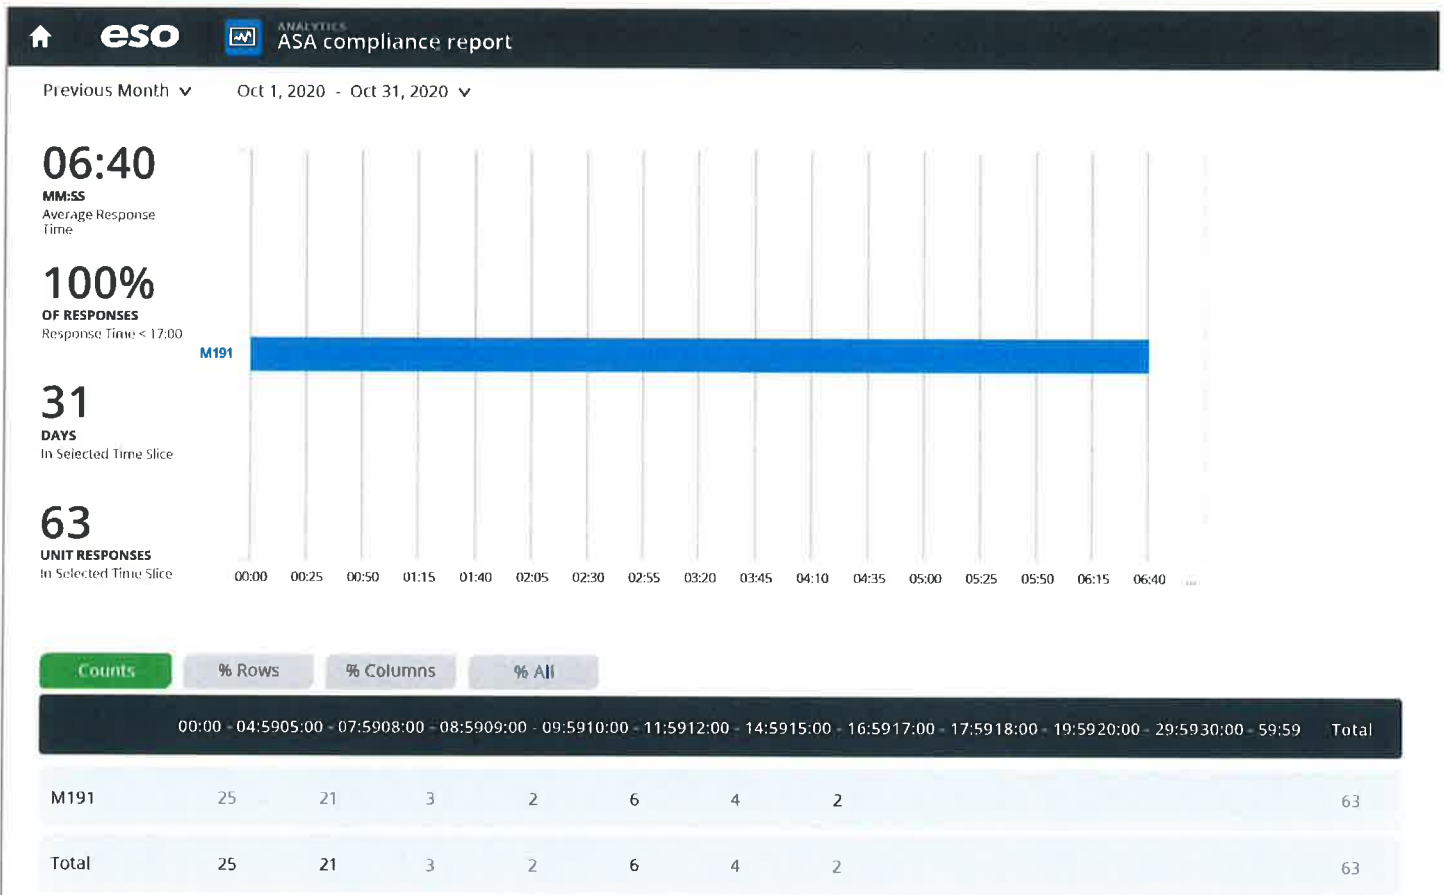 eso
ANALYTICS
ASA compliance report
Previous Month
Oct 1, 2020 - Oct 31, 2020
06:40
MM:SS
Average Response
Time
100%
OF RESPONSES
Response Time < 17:00
M191
31
DAYS
In Selected Time Slice
63
UNIT RESPONSES
In Selected Time Slice
00:00 00:25 00:50 01:15 01:40 02:05 02:30 02:55 03:20 03:45 04:10 04:35 05:00 05:25 05:50 06:15 06:40 ...
Counts % Rows % Columns % All
00:00 - 04:5905:00 - 07:5908:00 - 08:5909:00 - 09:5910:00 - 11:5912:00 - 14:5915:00 - 16:5917:00 - 17:5918:00 - 19:5920:00 - 29:5930:00 - 59:59 Total
M191 25 21 3 2 6 4 2 63
Total 25 21 3 2 6 4 2 63